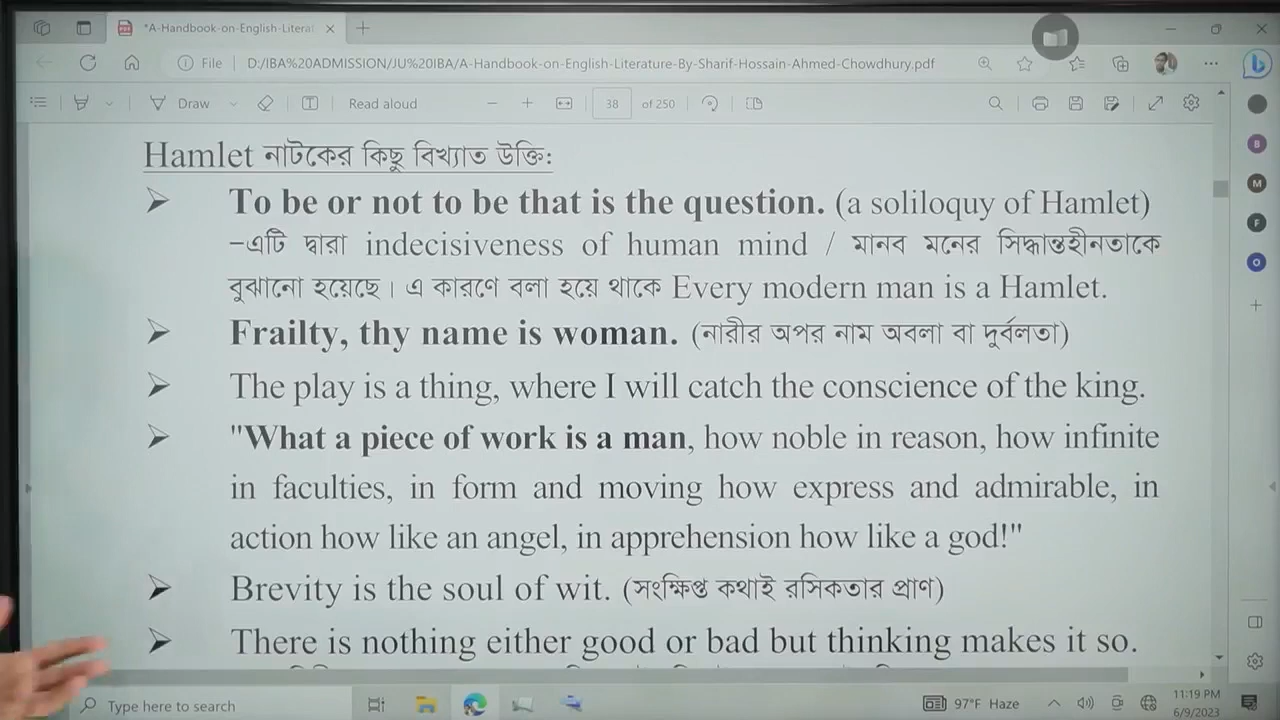 *A-Handbook-on-English-Literat
File D:/IBA%20ADMISSION/JU%20IBA/A-Handbook-on-English-Literature-By-Sharif-Hossain-Ahmed-Chowdhury.pdf
Draw Read aloud 38 of 250
Hamlet নাটকের কিছু বিখ্যাত উক্তি:
To be or not to be that is the question. (a soliloquy of Hamlet)
–এটি দ্বারা indecisiveness of human mind / মানব মনের সিদ্ধান্তহীনতাকে
বুঝানো হয়েছে। এ কারণে বলা হয়ে থাকে Every modern man is a Hamlet.
Frailty, thy name is woman. (নারীর অপর নাম অবলা বা দুর্বলতা)
The play is a thing, where I will catch the conscience of the king.
"What a piece of work is a man, how noble in reason, how infinite
in faculties, in form and moving how express and admirable, in
action how like an angel, in apprehension how like a god!"
Brevity is the soul of wit. (সংক্ষিপ্ত কথাই রসিকতার প্রাণ)
There is nothing either good or bad but thinking makes it so.
B
M
F
O
Type here to search
97°F Haze
11:19 PM
6/9/2023